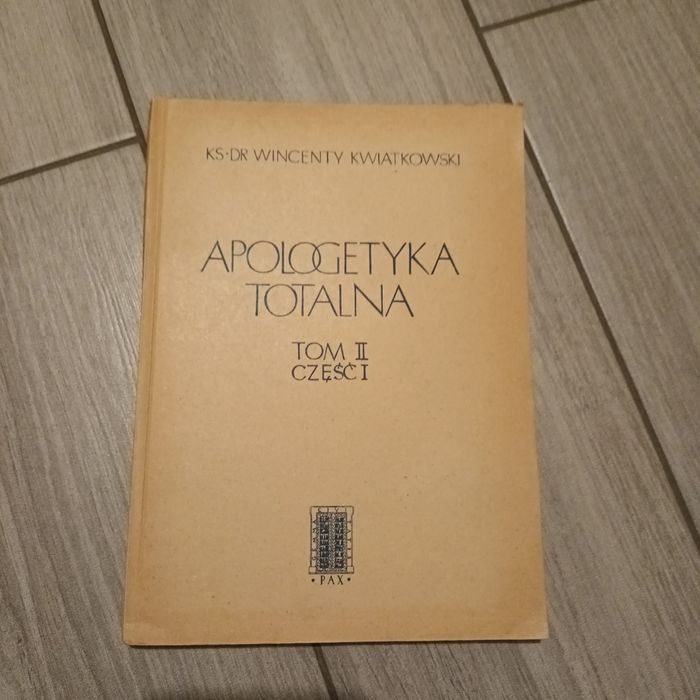 KS·DR WINCENTY KWIATKOWSKI
APOLOGETYKA
TOTALNA
TOM II
CZĘŚĆ I
• PAX •